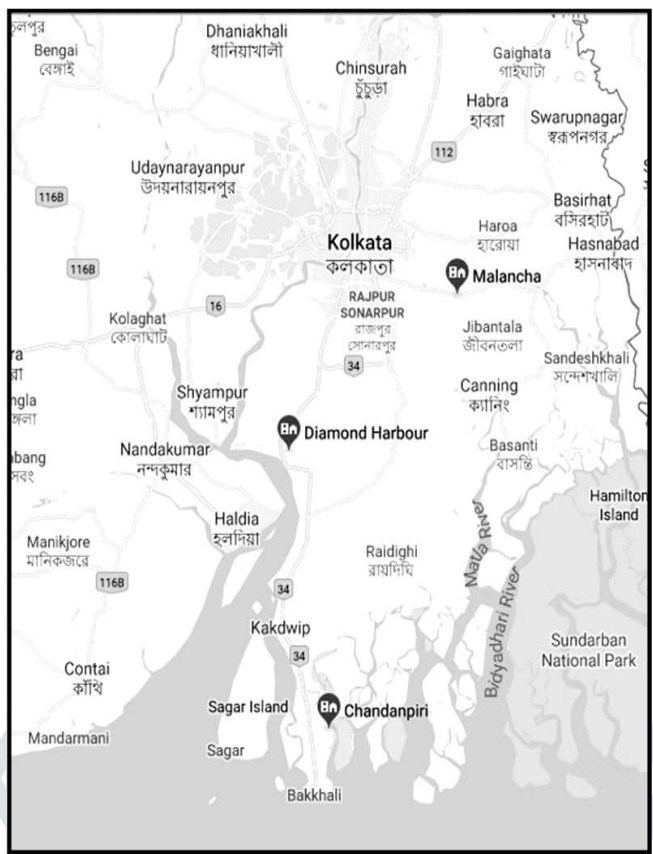 Dhaniakhali
ধানিয়াখালী
Bengai
বেঙ্গাই
Chinsurah
চুঁচুড়া
Gaighata
গাইঘাটা
Habra
হাবরা
Swarupnagar
স্বরূপনগর
112
Udaynarayanpur
উদয়নারায়নপুর
116B
Basirhat
বসিরহাট
Haroa
হারোয়া
Kolkata
কলকাতা
Hasnabad
হাসনাবাদ
116B
Malancha
16
RAJPUR
SONARPUR
রাজপুর
সোনারপুর
Kolaghat
কোলাঘাট
Jibantala
জীবনতলা
34
Sandeshkhali
সন্দেশখালি
Shyampur
শ্যামপুর
Canning
ক্যানিং
Diamond Harbour
Nandakumar
নন্দকুমার
Basanti
বাসন্তি
Hamilton
Island
Haldia
হলদিয়া
Matla River
Manikjore
মানিকজরে
Raidighi
রায়দিঘি
116B
34
Bidyadhari River
Kakdwip
Sundarban
National Park
34
Contai
কাঁথি
Sagar Island
Chandanpiri
Mandarmani
Sagar
Bakkhali